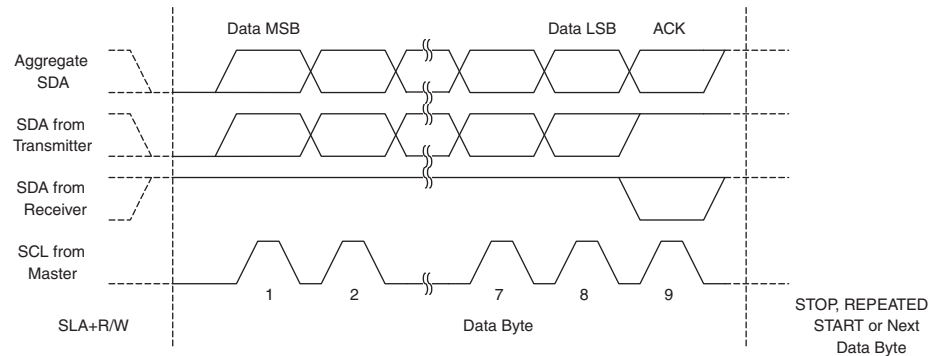 Data MSB
Data LSB
ACK
Aggregate
SDA
SDA from
Transmitter
SDA from
Receiver
SCL from
Master
1
2
7
8
9
SLA+R/W
Data Byte
STOP, REPEATED
START or Next
Data Byte